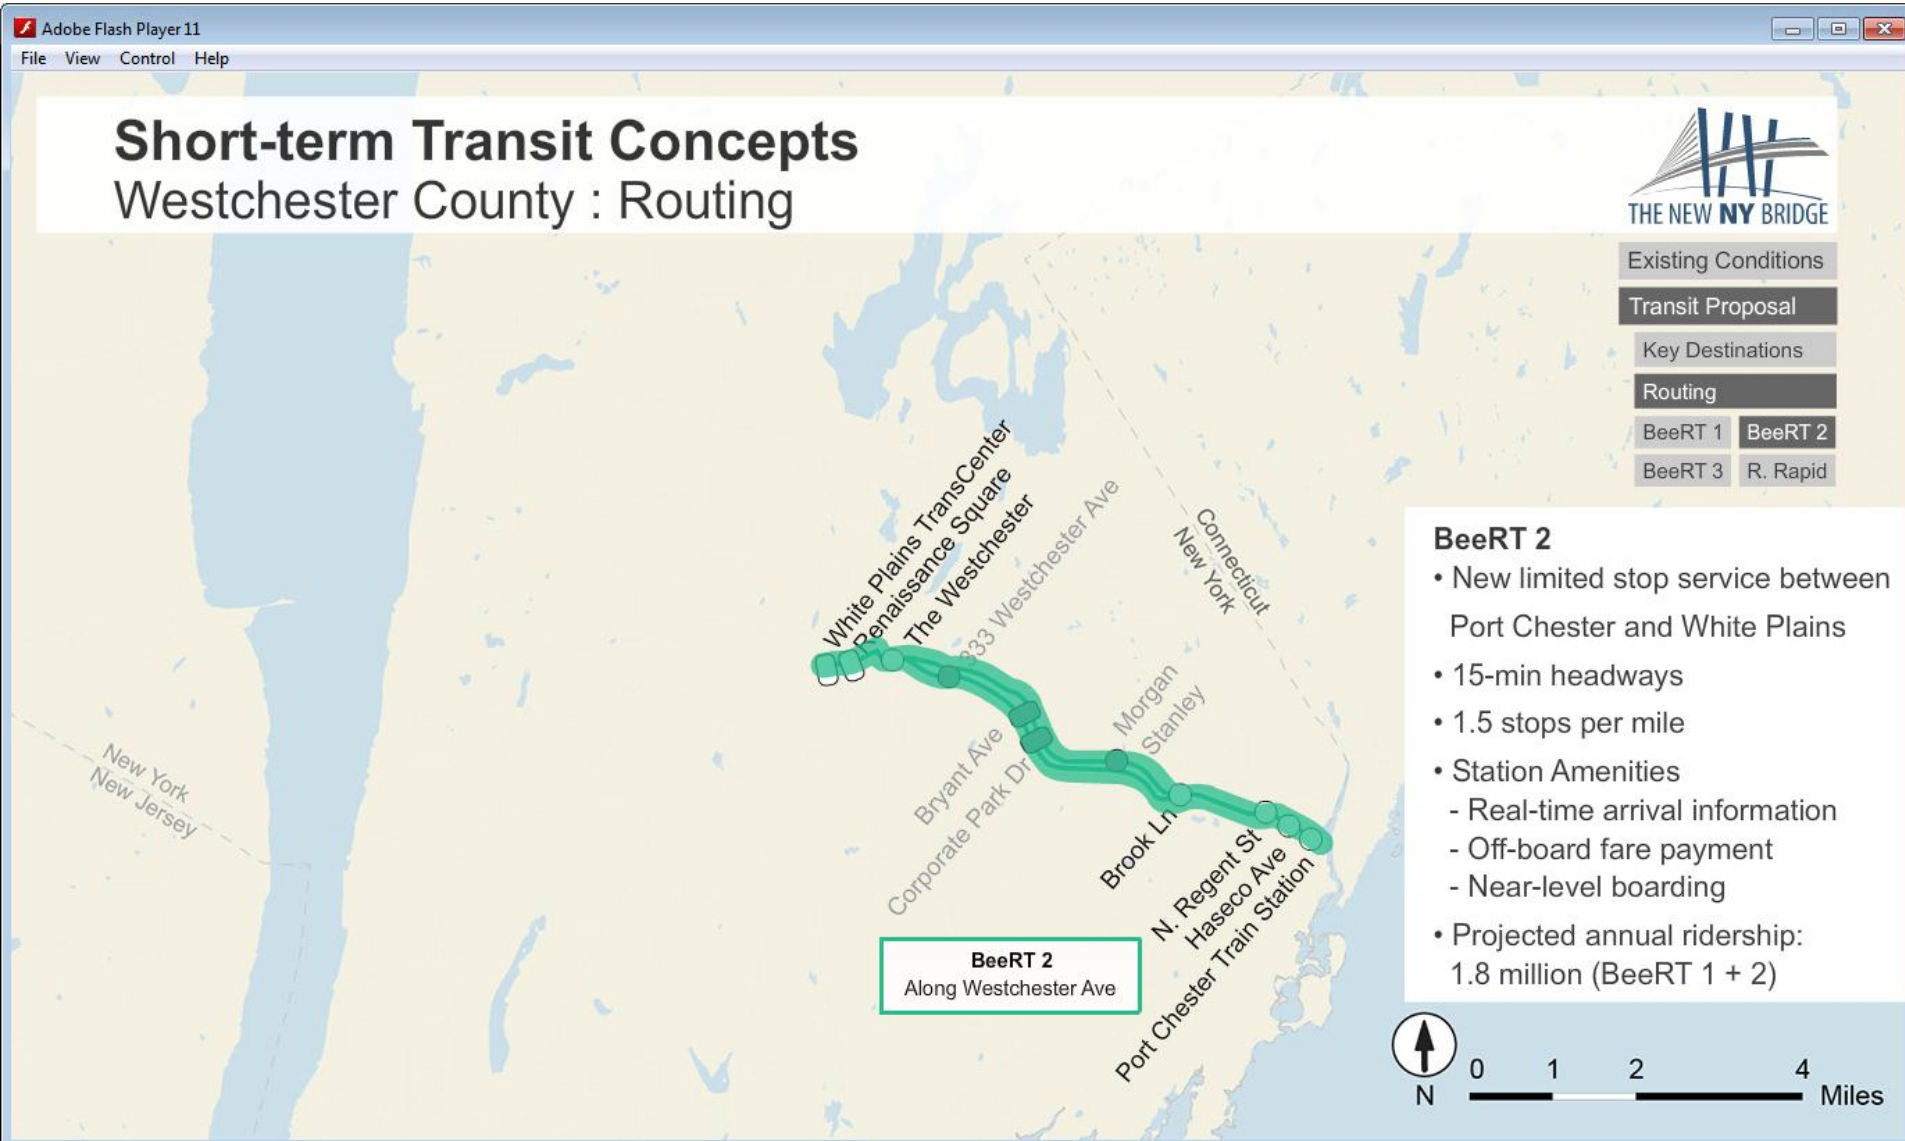 Adobe Flash Player 11
File View Control Help
Short-term Transit Concepts
Westchester County : Routing
THE NEW NY BRIDGE
Existing Conditions
Transit Proposal
Key Destinations
Routing
BeeRT 1 BeeRT 2
BeeRT 3 R. Rapid
White Plains TransCenter
Renaissance Square
The Westchester
333 Westchester Ave
Connecticut
New York
Morgan
Stanley
Bryant Ave
Corporate Park Dr
Brook Ln
N. Regent St
Haseco Ave
Port Chester Train Station
New York
New Jersey
BeeRT 2
Along Westchester Ave
BeeRT 2
• New limited stop service between
Port Chester and White Plains
• 15-min headways
• 1.5 stops per mile
• Station Amenities
- Real-time arrival information
- Off-board fare payment
- Near-level boarding
• Projected annual ridership:
1.8 million (BeeRT 1 + 2)
N
0 1 2 4
Miles